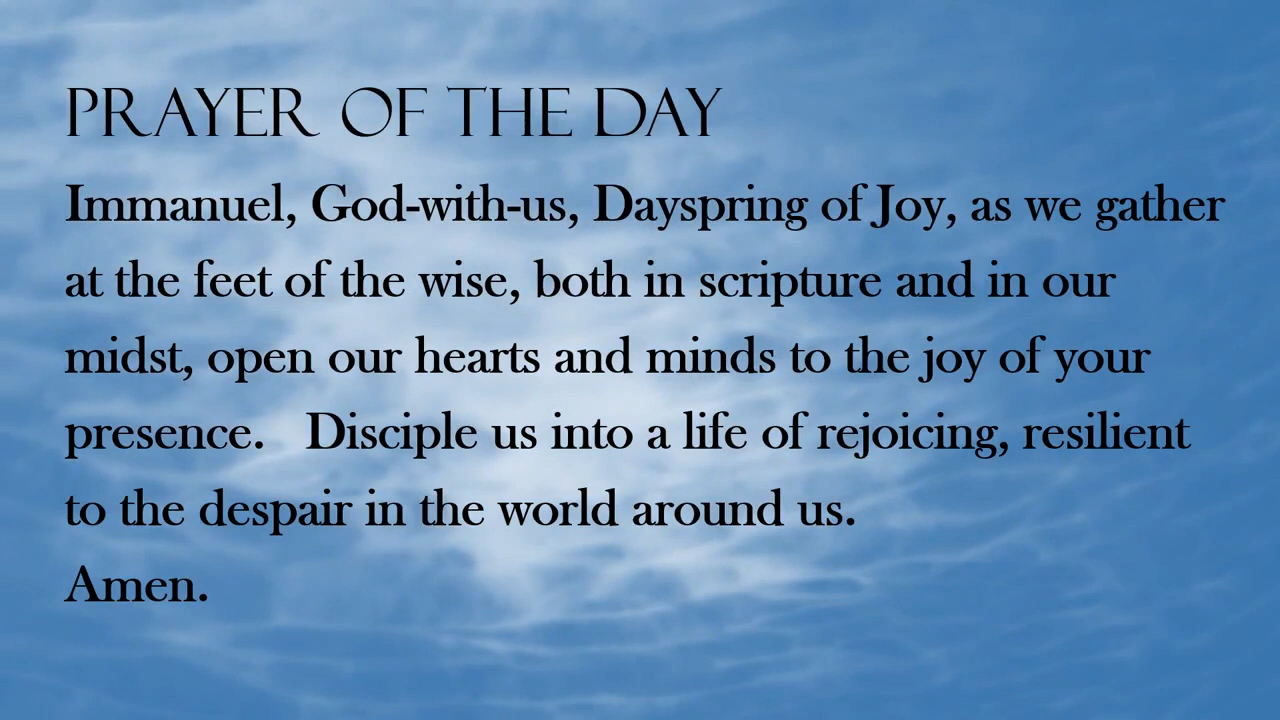 PRAYER OF THE DAY
Immanuel, God-with-us, Dayspring of Joy, as we gather
at the feet of the wise, both in scripture and in our
midst, open our hearts and minds to the joy of your
presence.   Disciple us into a life of rejoicing, resilient
to the despair in the world around us.
Amen.